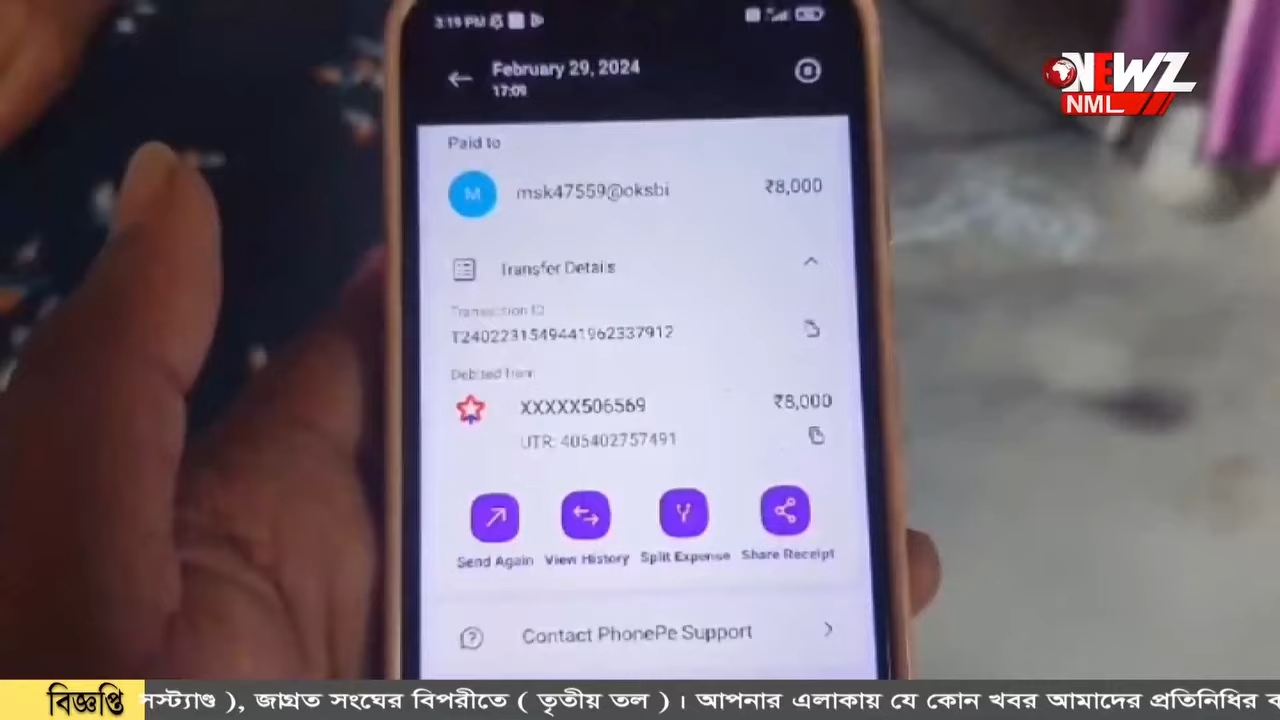 3:19 PM
February 29, 2024
17:09
NEWZ
NML
Paid to
M
msk47559@oksbi
₹8,000
Transfer Details
Transaction ID
T2402231549441962337912
Debited from
XXXXX506569
₹8,000
UTR: 405402757491
Send Again View History Split Expense Share Receipt
Contact PhonePe Support
বিজ্ঞপ্তি
), জাগ্রত সংঘের বিপরীতে ( তৃতীয় তল ) । আপনার এলাকায় যে কোন খবর আমাদের প্রতিনিধির